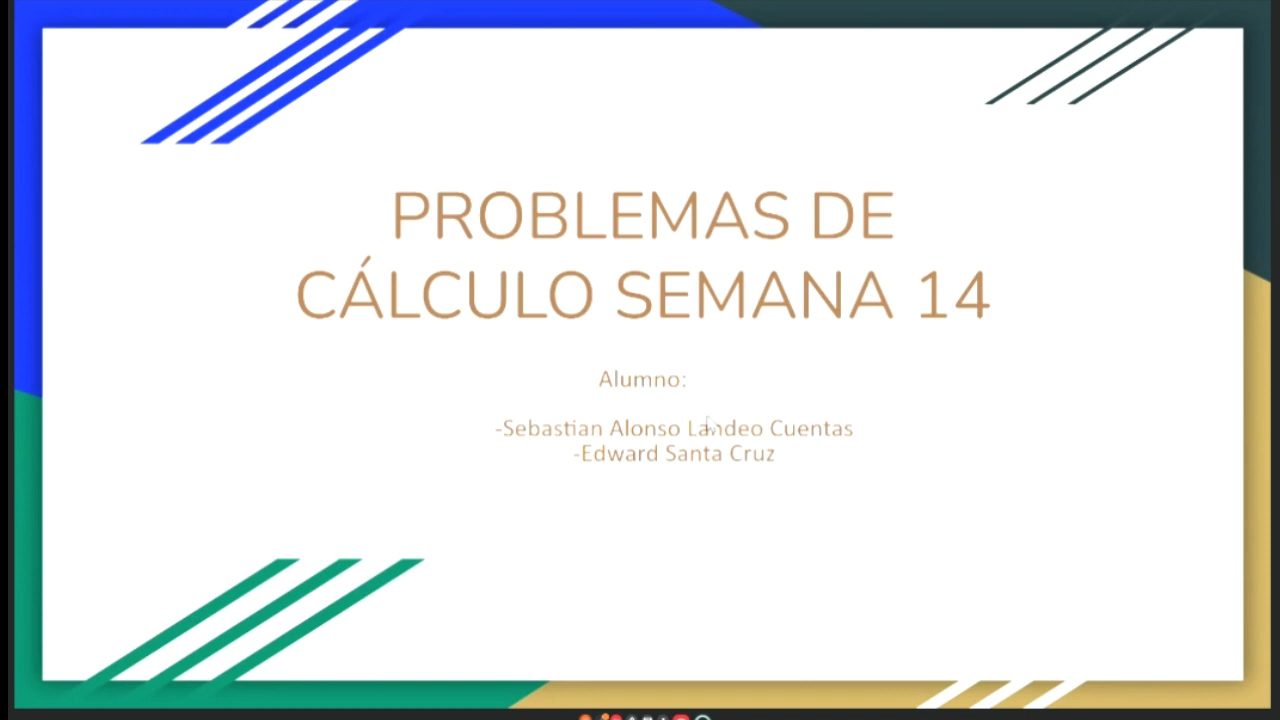 PROBLEMAS DE
CÁLCULO SEMANA 14
Alumno:
-Sebastian Alonso Landeo Cuentas
-Edward Santa Cruz